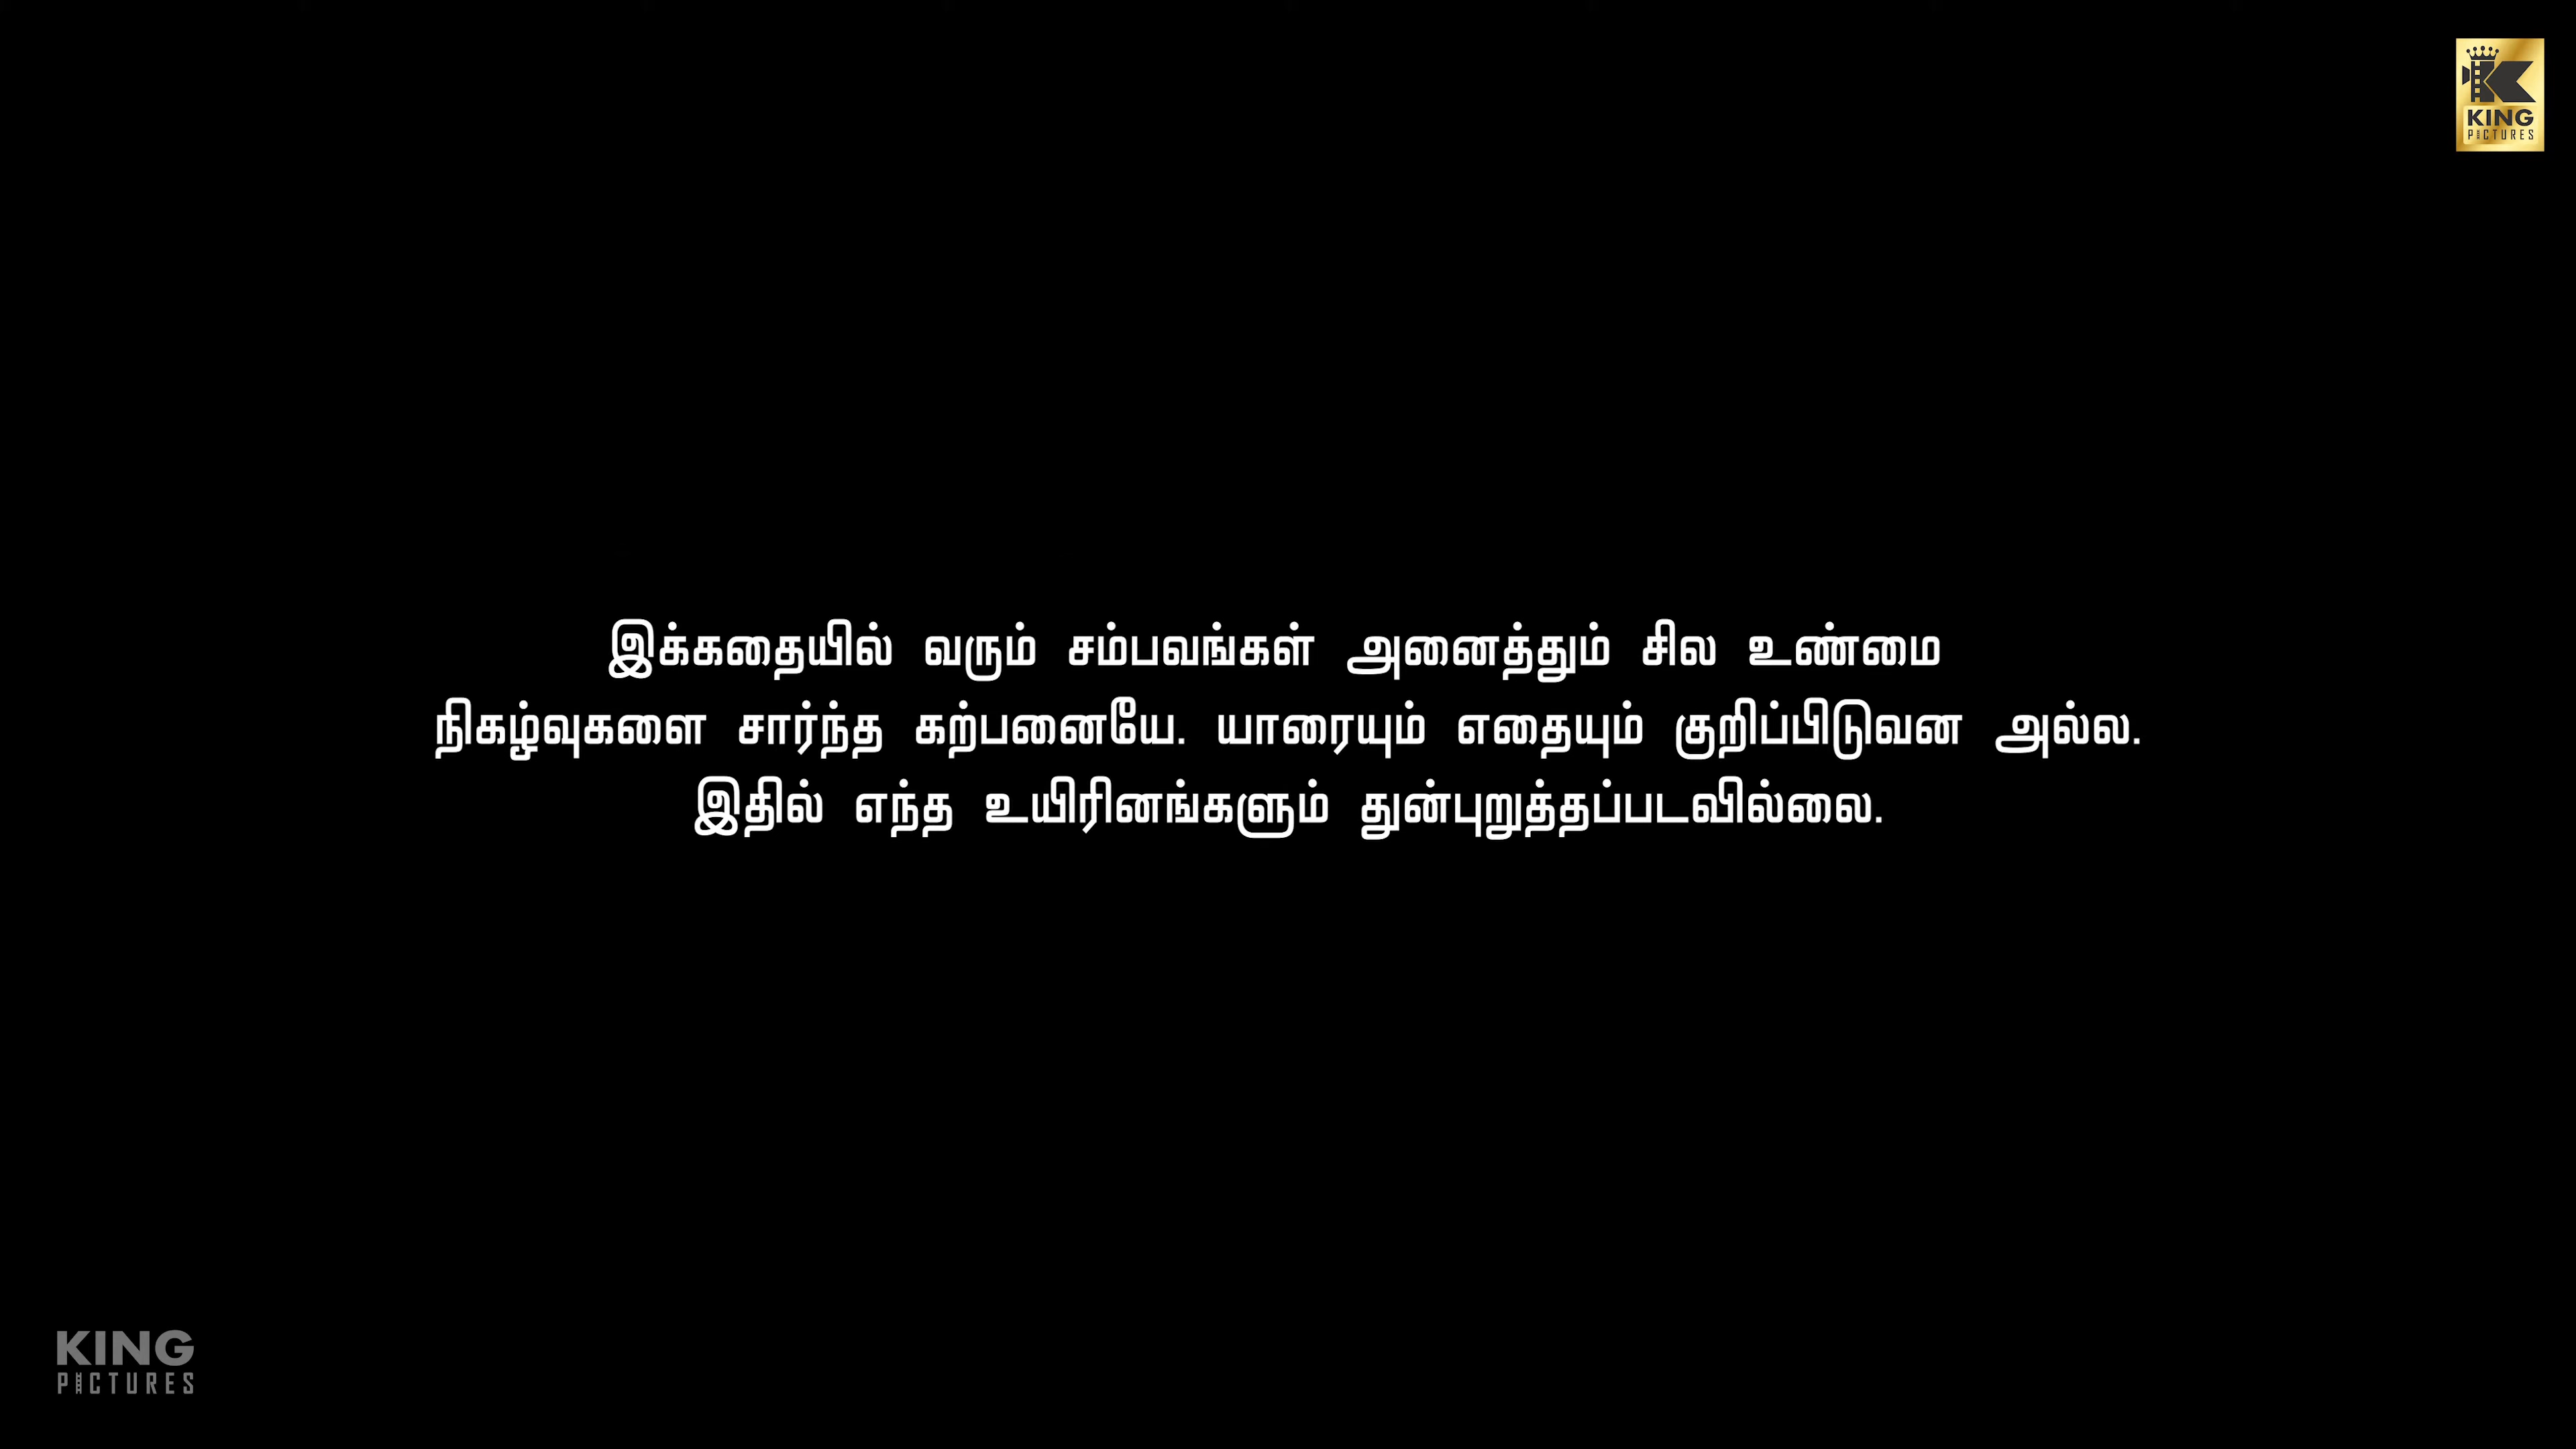 KING
PICTURES
இக்கதையில் வரும் சம்பவங்கள் அனைத்தும் சில உண்மை
நிகழ்வுகளை சார்ந்த கற்பனையே. யாரையும் எதையும் குறிப்பிடுவன அல்ல.
இதில் எந்த உயிரினங்களும் துன்புறுத்தப்படவில்லை.
KING
PICTURES